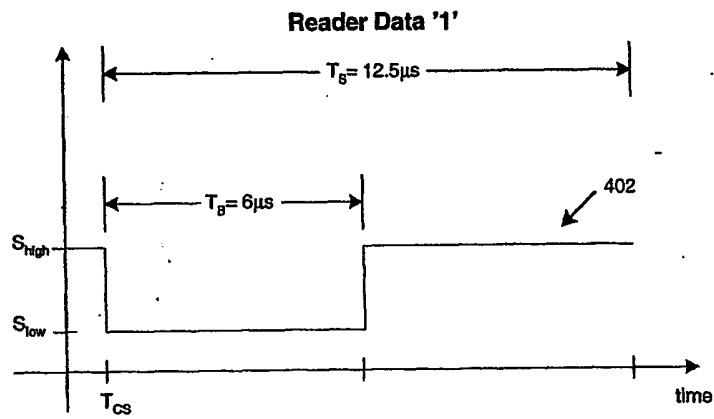 Reader Data '1'
T_S= 12.5µs
T_B= 6µs
402
S_high
S_low
T_CS
time